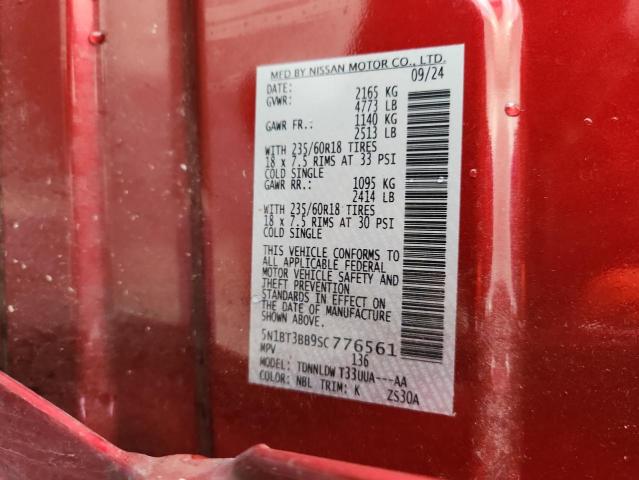 MFD BY NISSAN MOTOR CO., LTD.
DATE: 09/24
GVWR: 2165 KG
4773 LB
GAWR FR.: 1140 KG
2513 LB
WITH 235/60R18 TIRES
18 x 7.5 RIMS AT 33 PSI
COLD SINGLE
GAWR RR.: 1095 KG
2414 LB
WITH 235/60R18 TIRES
18 x 7.5 RIMS AT 30 PSI
COLD SINGLE
THIS VEHICLE CONFORMS TO
ALL APPLICABLE FEDERAL
MOTOR VEHICLE SAFETY AND
THEFT PREVENTION
STANDARDS IN EFFECT ON
THE DATE OF MANUFACTURE
SHOWN ABOVE.
5N1BT3BB9SC776561
MPV 136
MODEL: TDNNLDW T33UUA---AA
COLOR: NBL TRIM: K ZS30A